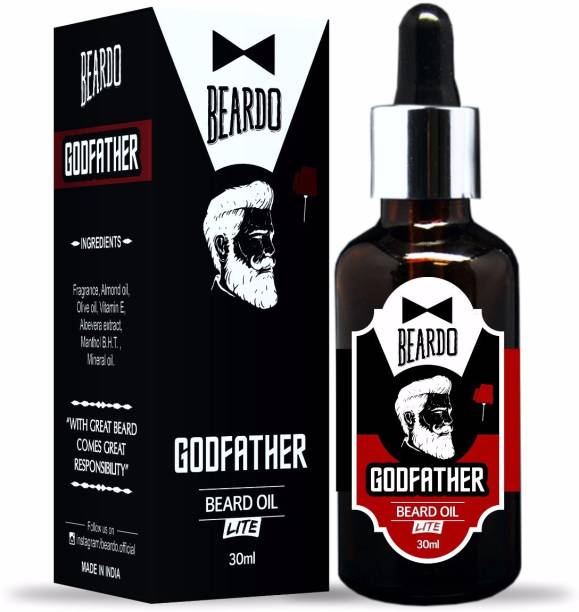 BEARDO
GODFATHER
INGREDIENTS
Fragrance, Almond oil,
Olive oil, Vitamin E,
Aloevera extract,
Manthol B.H.T. ,
Mineral oil.
"WITH GREAT BEARD
COMES GREAT
RESPONSIBILITY"
Follow us on
instagram/beardo.official
MADE IN INDIA
BEARDO
GODFATHER
BEARD OIL
LITE
30ml
BEARDO
GODFATHER
BEARD OIL
LITE
30ml